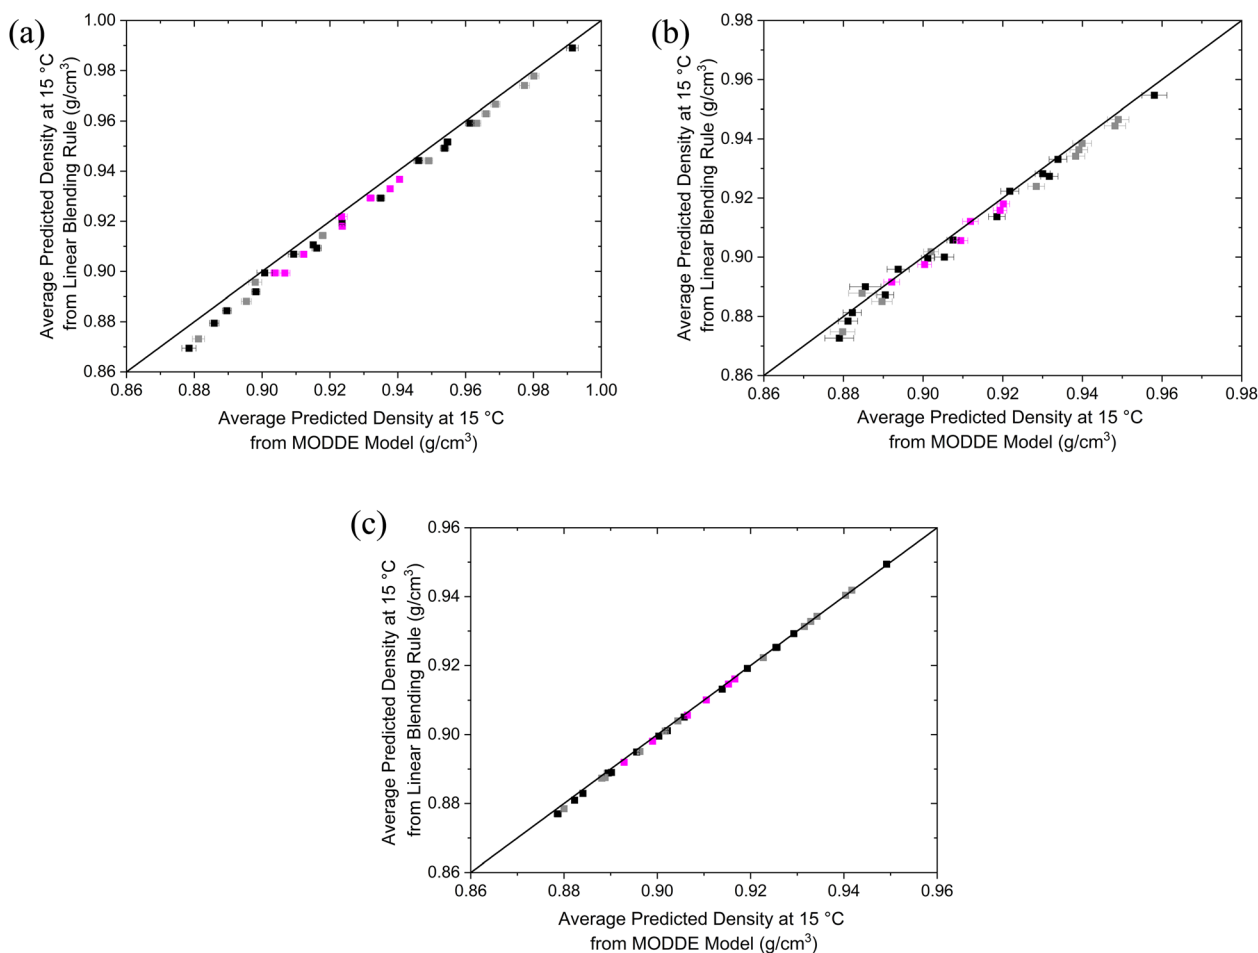 (a)
1.00
0.98
0.96
0.94
0.92
0.90
0.88
0.86
Average Predicted Density at 15 °C
from Linear Blending Rule (g/cm³)
0.86 0.88 0.90 0.92 0.94 0.96 0.98 1.00
Average Predicted Density at 15 °C
from MODDE Model (g/cm³)
(b)
0.98
0.96
0.94
0.92
0.90
0.88
0.86
Average Predicted Density at 15 °C
from Linear Blending Rule (g/cm³)
0.86 0.88 0.90 0.92 0.94 0.96 0.98
Average Predicted Density at 15 °C
from MODDE Model (g/cm³)
(c)
0.96
0.94
0.92
0.90
0.88
0.86
Average Predicted Density at 15 °C
from Linear Blending Rule (g/cm³)
0.86 0.88 0.90 0.92 0.94 0.96
Average Predicted Density at 15 °C
from MODDE Model (g/cm³)